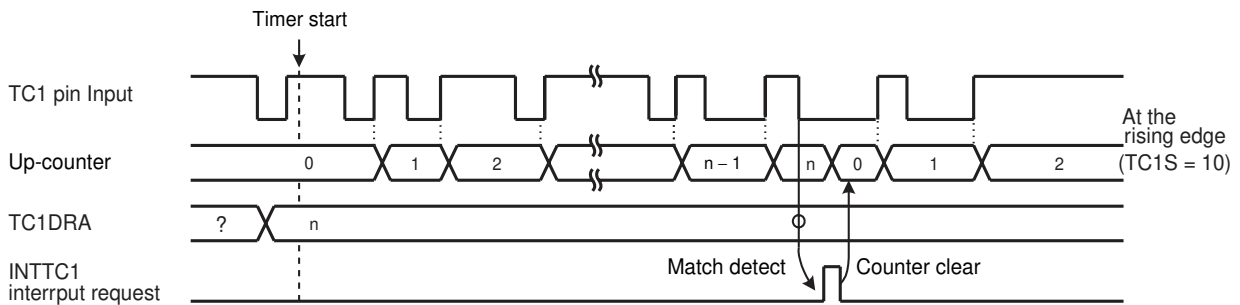 Timer start
TC1 pin Input
At the
rising edge
(TC1S = 10)
Up-counter
0
1
2
n – 1
n
0
1
2
TC1DRA
?
n
Match detect
Counter clear
INTTC1
interrput request